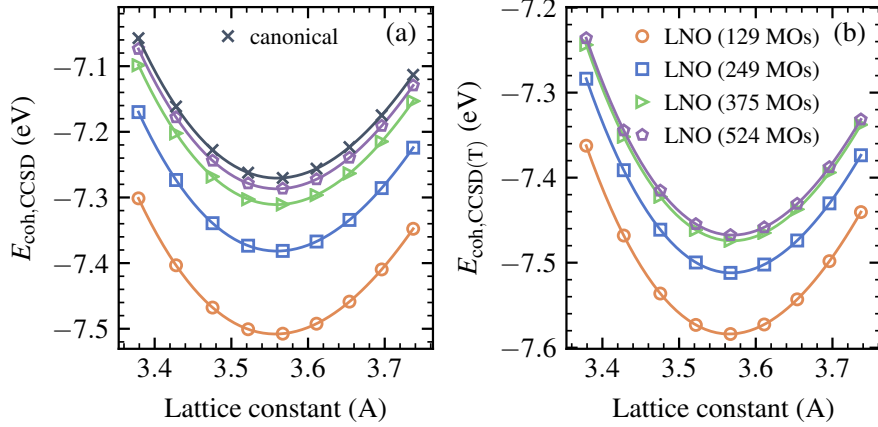 (a)
canonical
−7.1
−7.2
−7.3
−7.4
−7.5
E_coh,CCSD (eV)
3.4 3.5 3.6 3.7
Lattice constant (A)
(b)
LNO (129 MOs)
LNO (249 MOs)
LNO (375 MOs)
LNO (524 MOs)
−7.2
−7.3
−7.4
−7.5
−7.6
E_coh,CCSD(T) (eV)
3.4 3.5 3.6 3.7
Lattice constant (A)